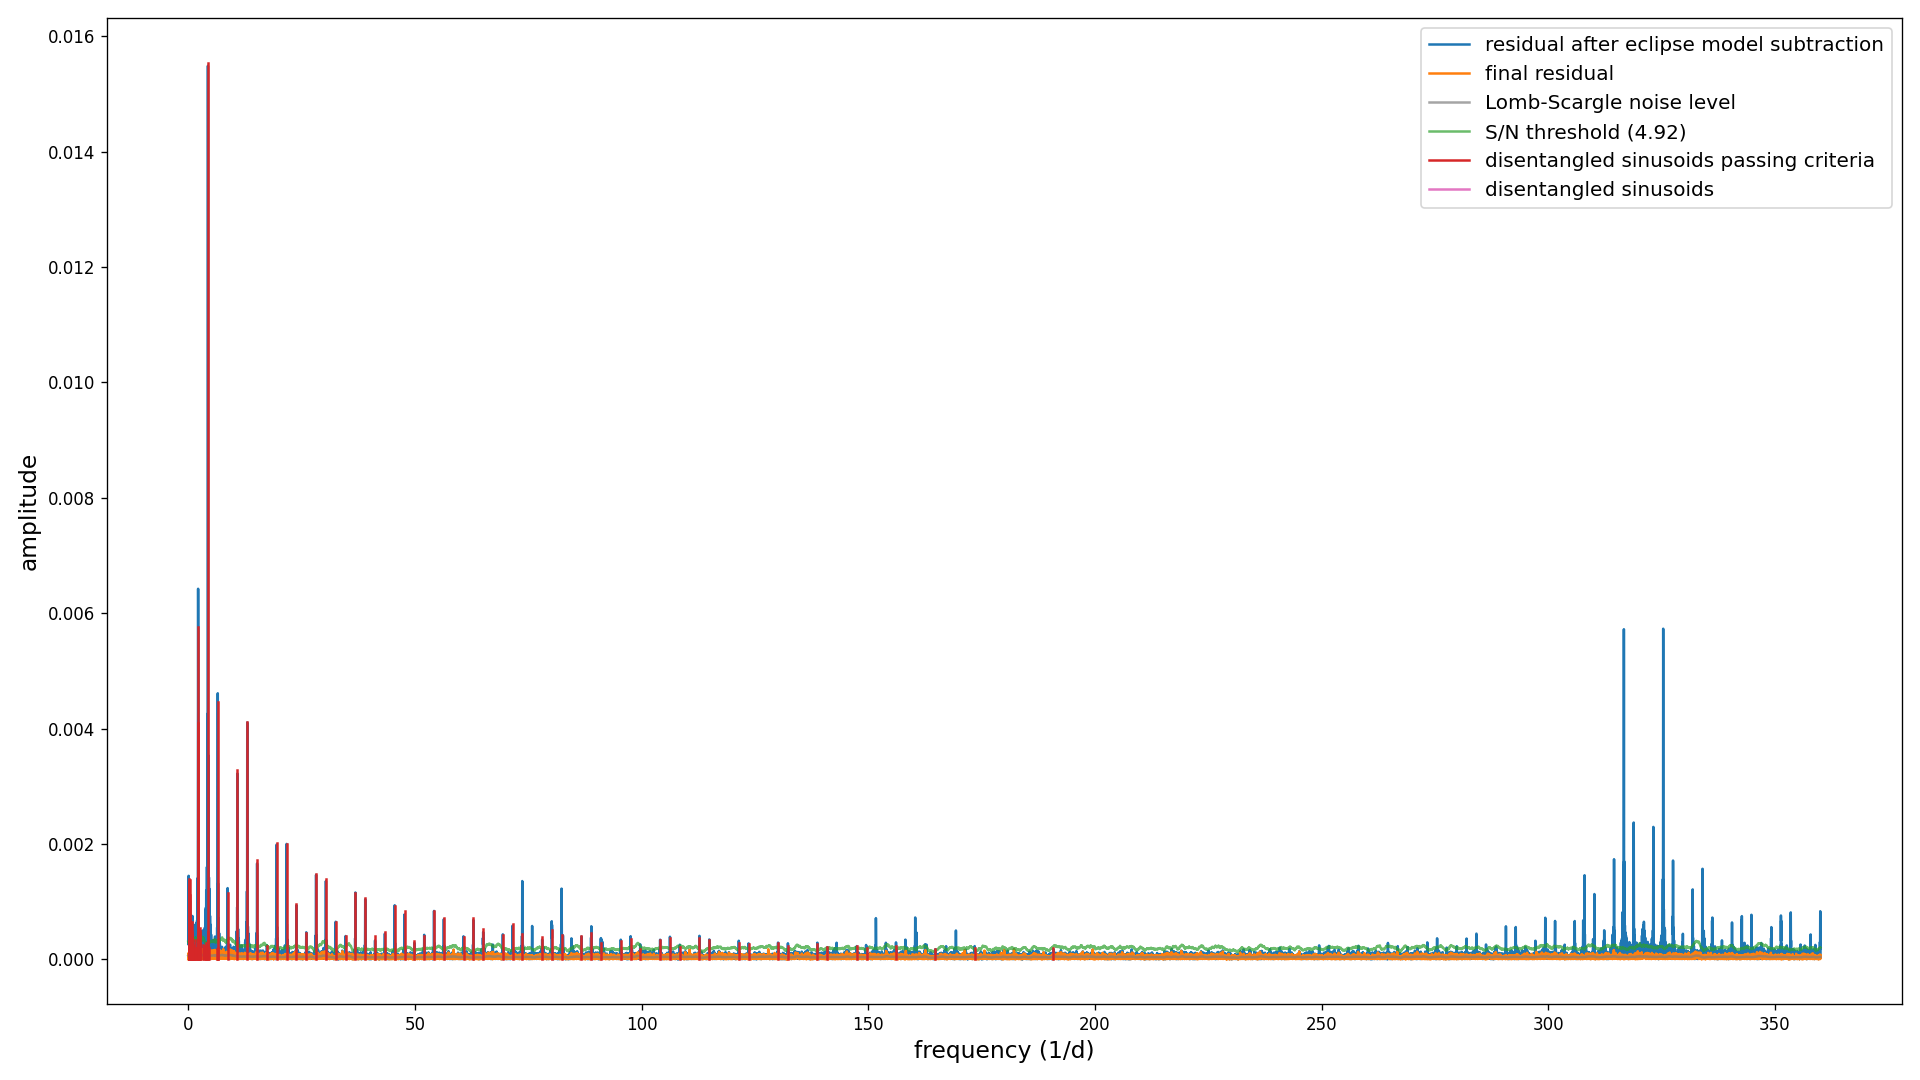 0.016
0.014
0.012
0.010
0.008
0.006
0.004
0.002
0.000
amplitude
residual after eclipse model subtraction
final residual
Lomb-Scargle noise level
S/N threshold (4.92)
disentangled sinusoids passing criteria
disentangled sinusoids
0 50 100 150 200 250 300 350
frequency (1/d)